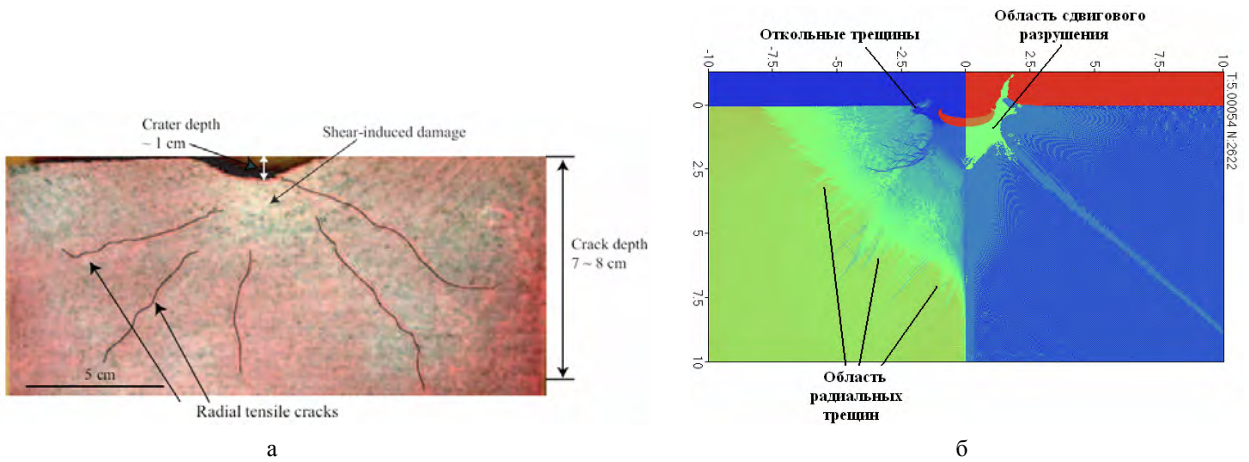 Crater depth
~ 1 cm
Shear-induced damage
Crack depth
7 ~ 8 cm
5 cm
Radial tensile cracks
а
Откольные трещины
Область сдвигового
разрушения
-10
-7.5
-5
-2.5
0
2.5
5
7.5
10
T:5.00054 N:2622
0
2.5
5
7.5
10
Область
радиальных
трещин
б